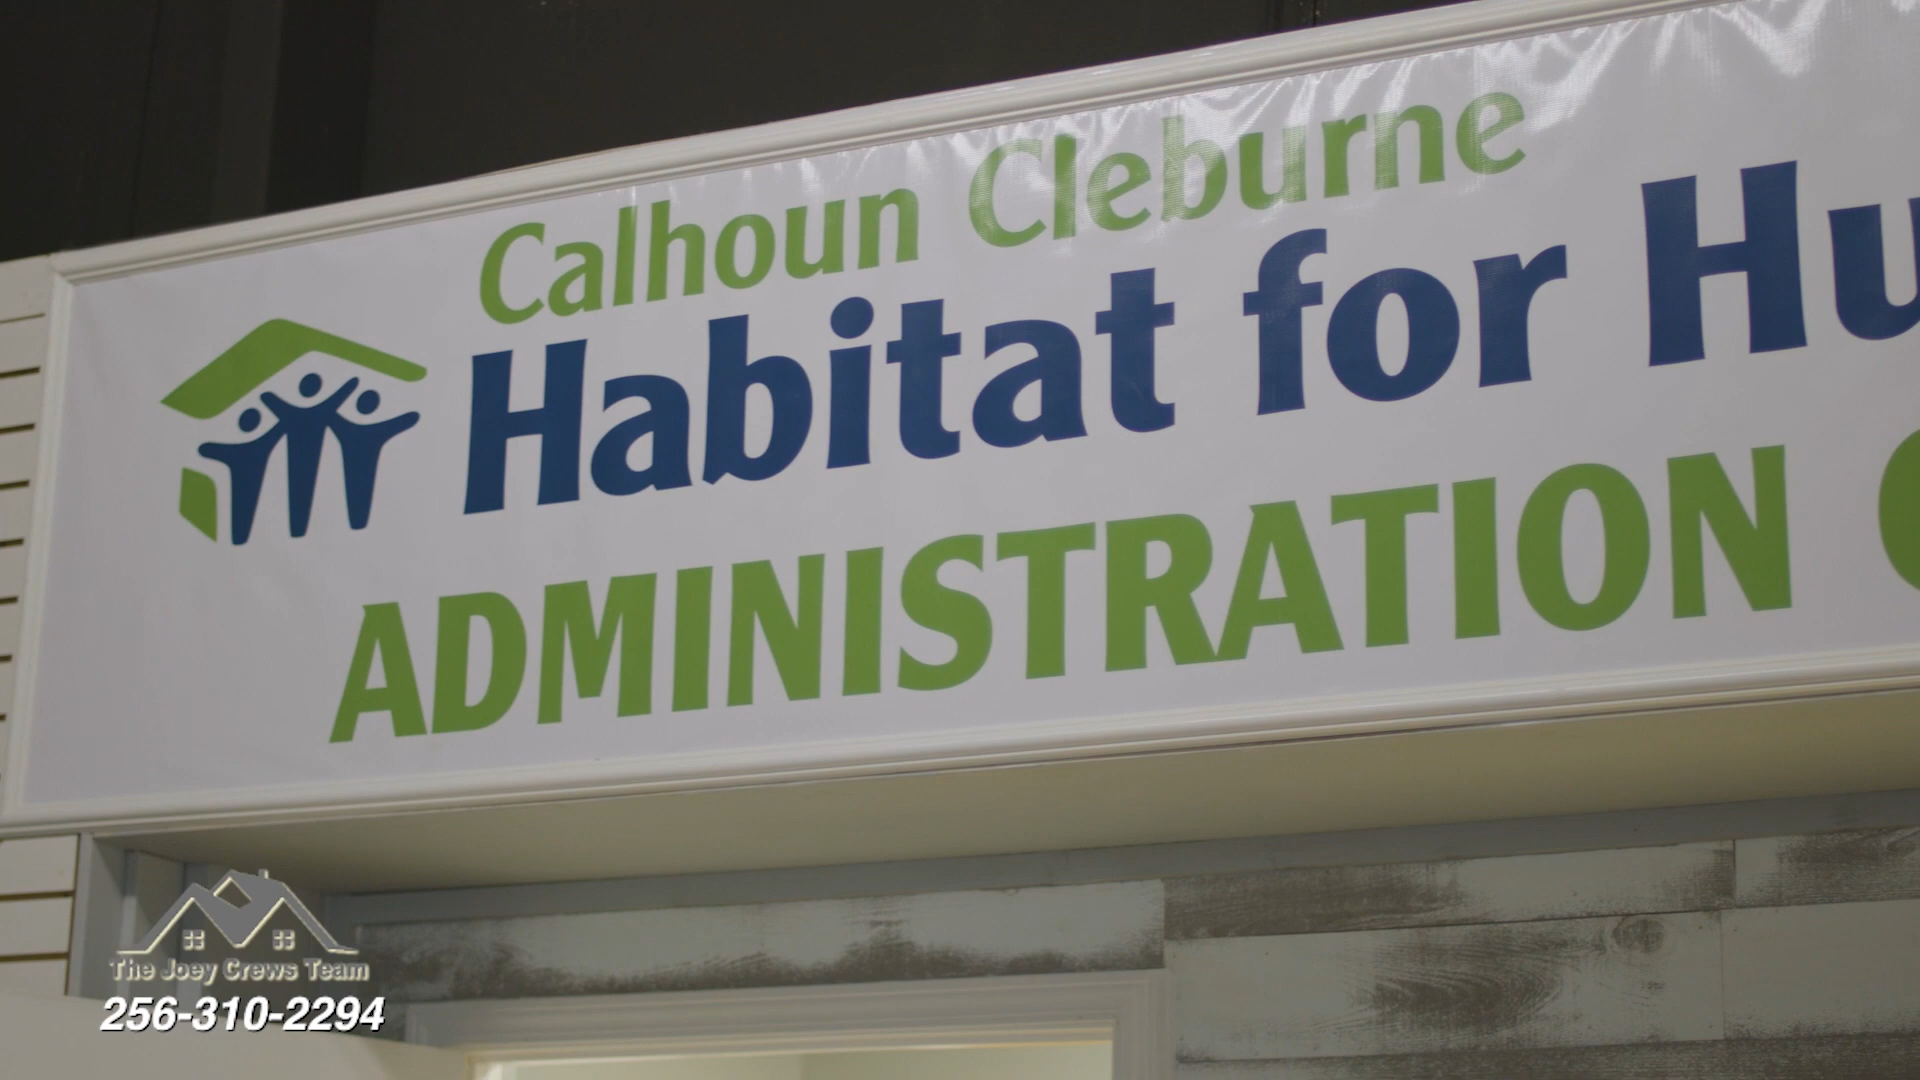 Calhoun Cleburne
Habitat for Hu
ADMINISTRATION
The Joey Crews Team
256-310-2294